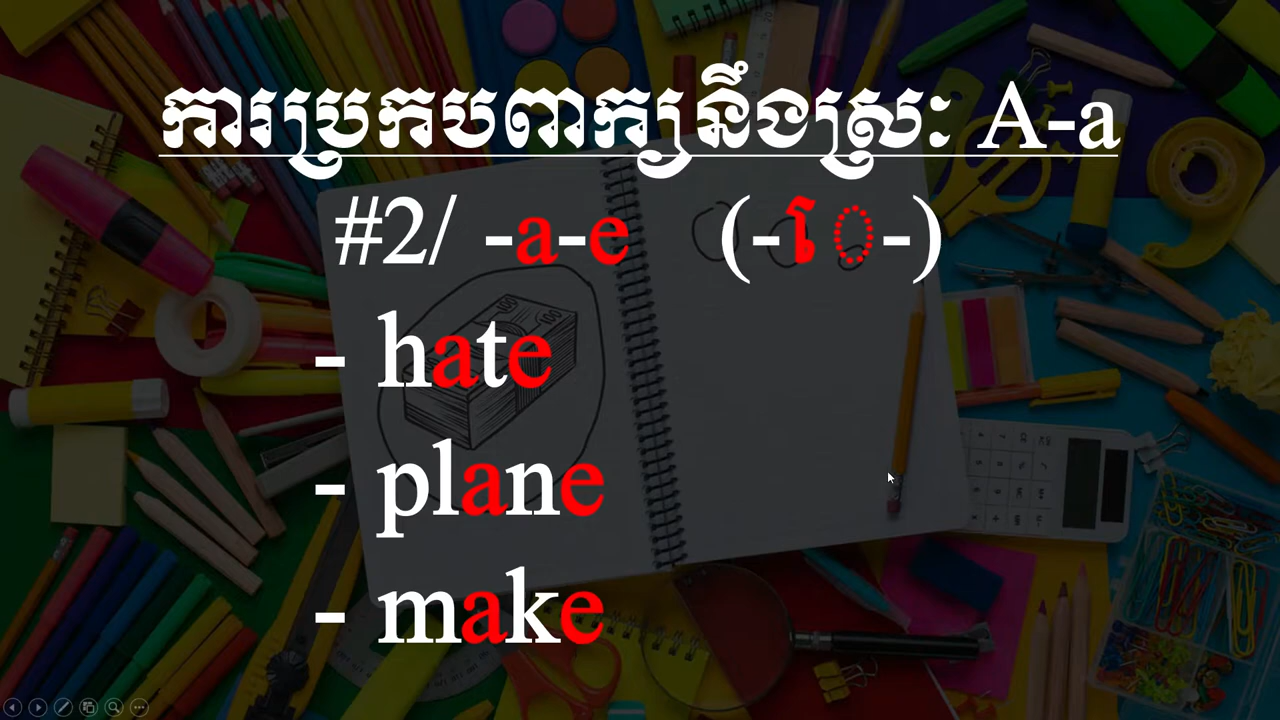 ការប្រកបពាក្យនឹងស្រៈ A-a
#2/ -a-e (-េ-)
- hate
- plane
- make